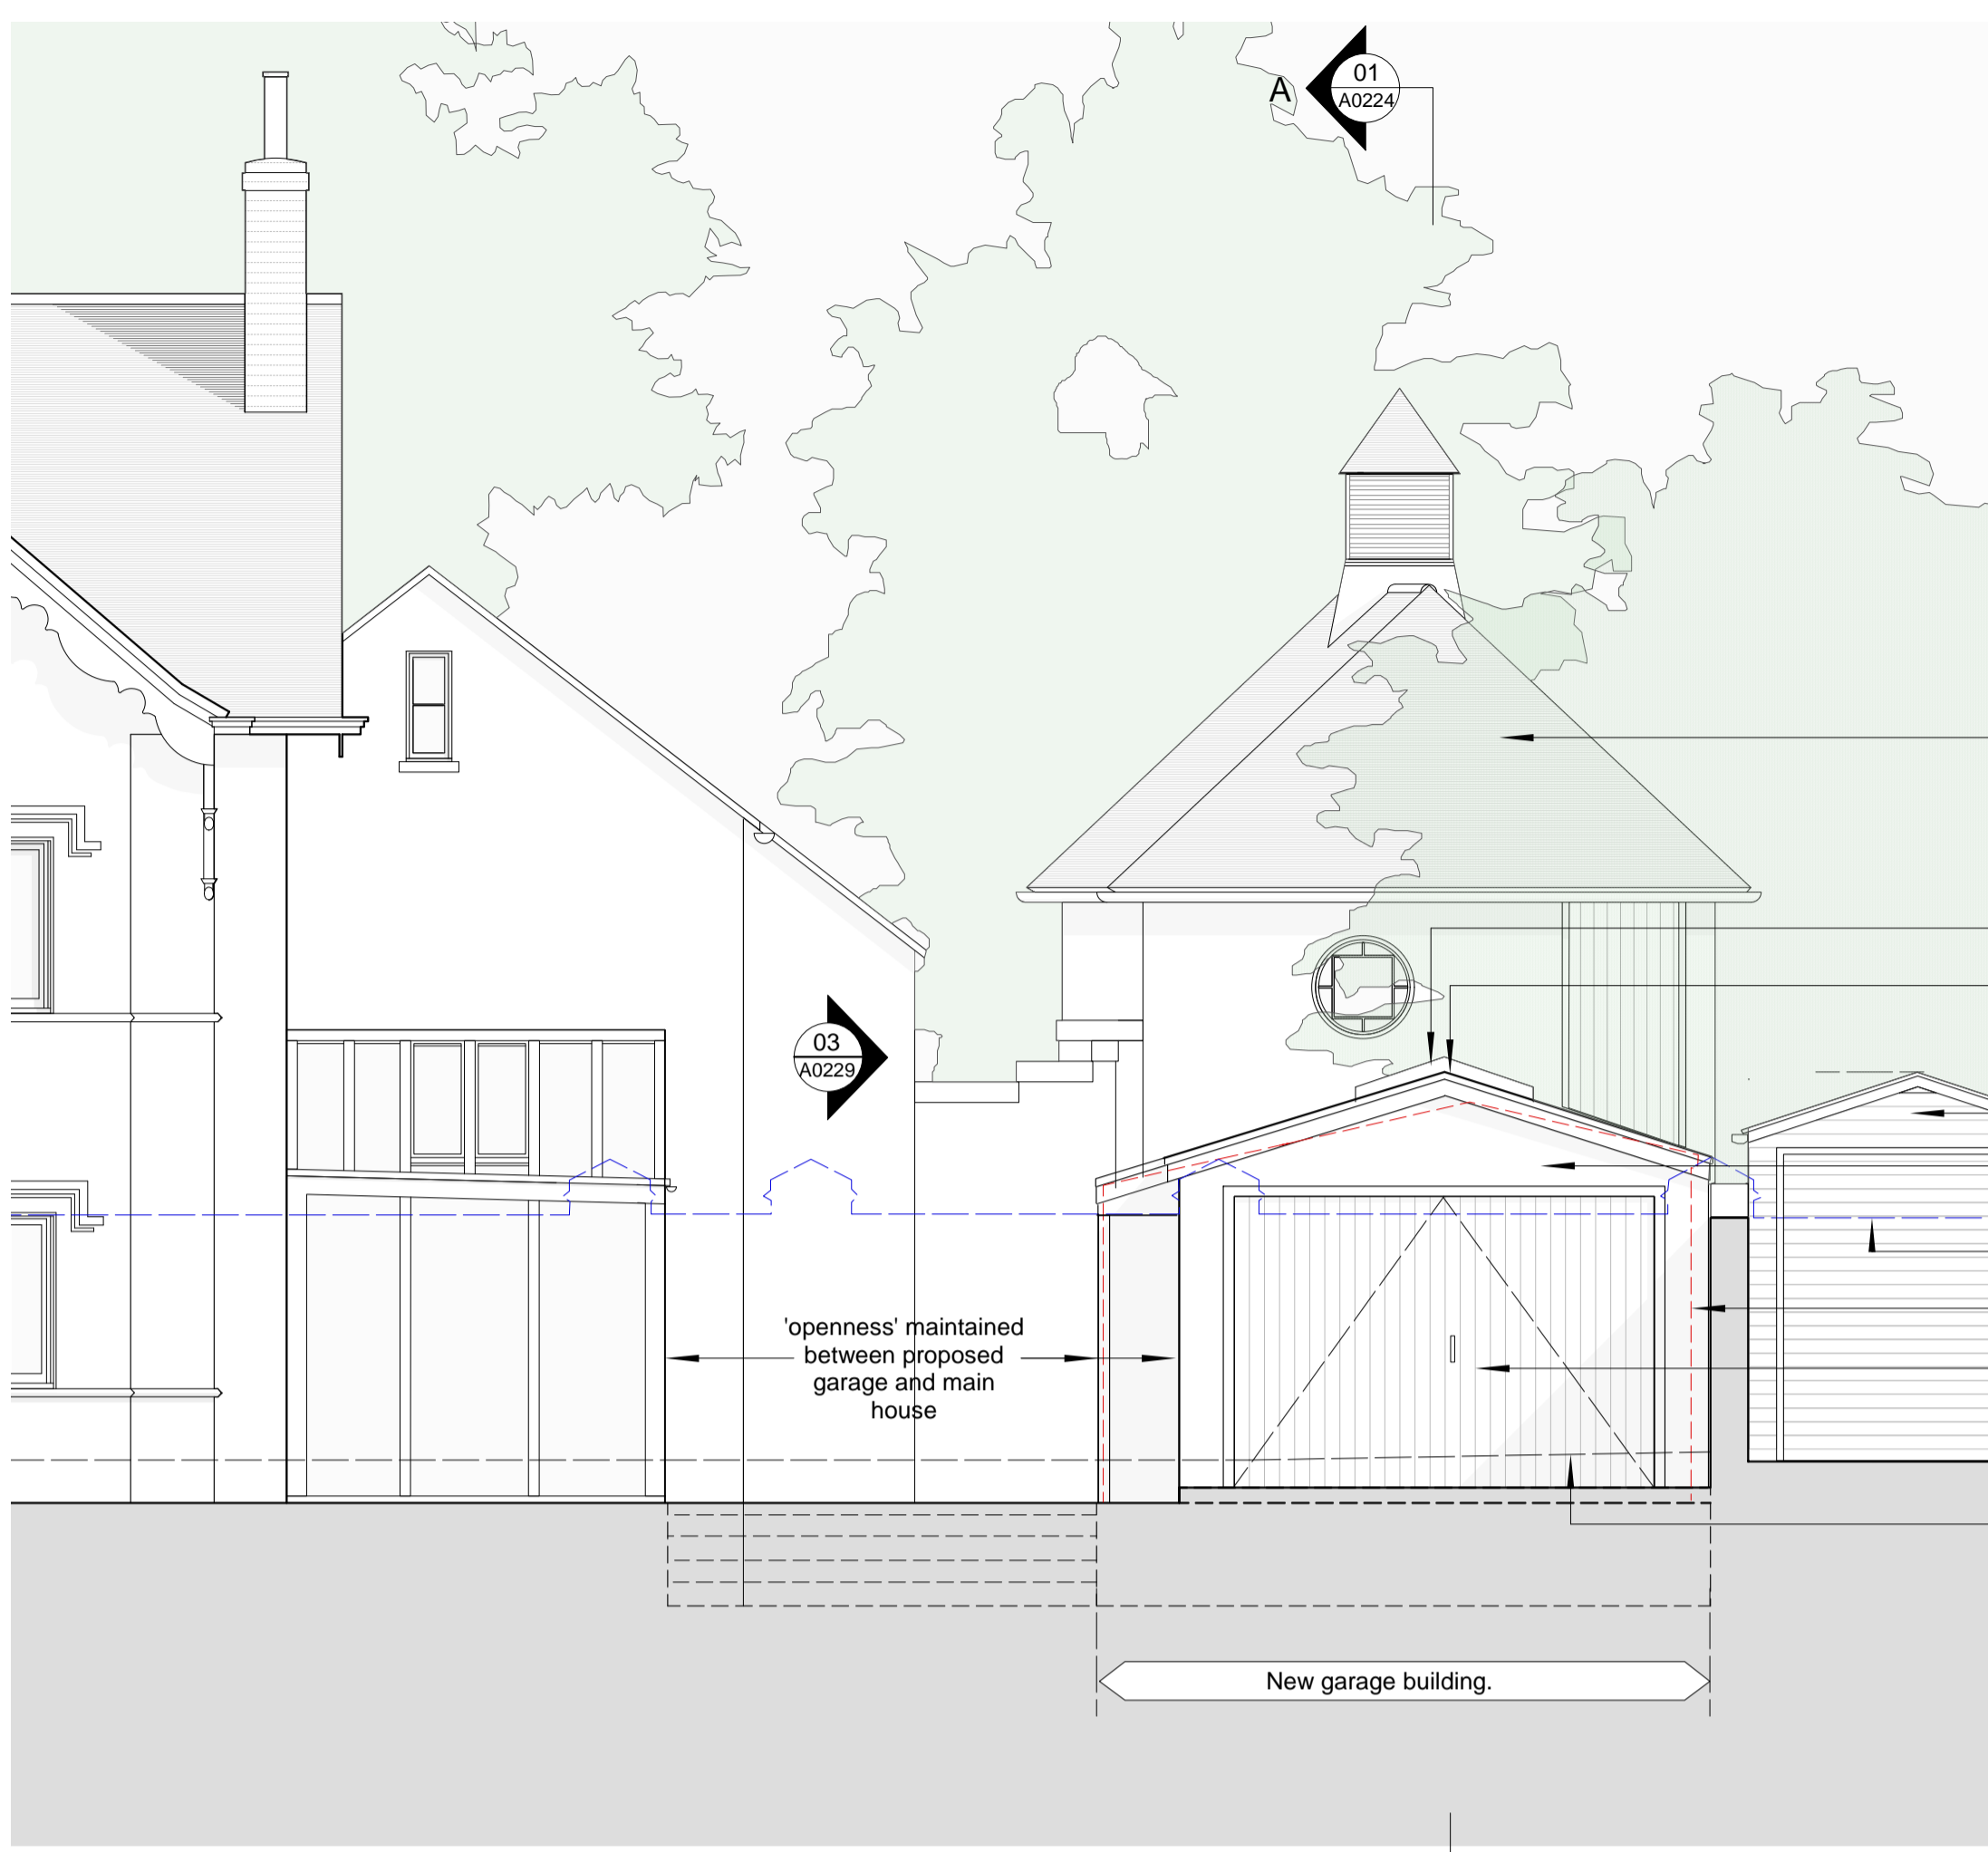 A
01
A0224
03
A0229
'openness' maintained
between proposed
garage and main
house
New garage building.